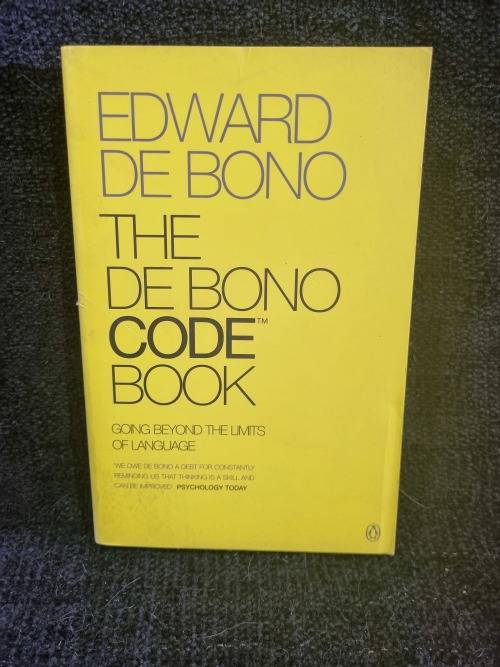 EDWARD
DE BONO
THE
DE BONO
CODE™
BOOK
GOING BEYOND THE LIMITS
OF LANGUAGE
'WE OWE DE BONO A DEBT FOR CONSTANTLY
REMINDING US THAT THINKING IS A SKILL AND
CAN BE IMPROVED' PSYCHOLOGY TODAY